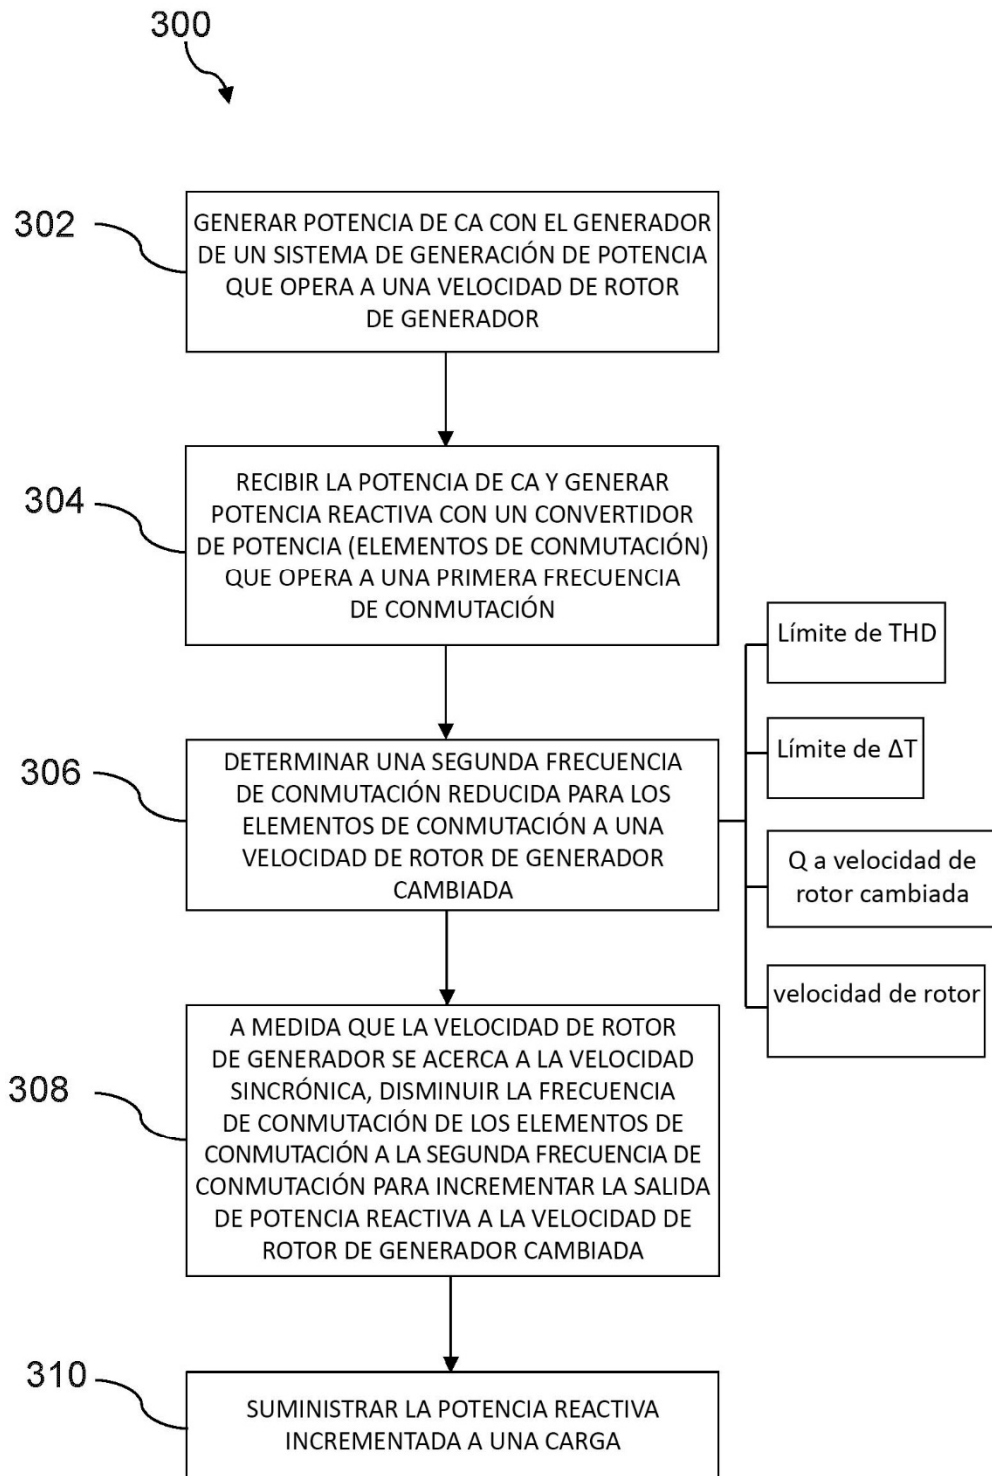 300
302
GENERAR POTENCIA DE CA CON EL GENERADOR
DE UN SISTEMA DE GENERACIÓN DE POTENCIA
QUE OPERA A UNA VELOCIDAD DE ROTOR
DE GENERADOR
304
RECIBIR LA POTENCIA DE CA Y GENERAR
POTENCIA REACTIVA CON UN CONVERTIDOR
DE POTENCIA (ELEMENTOS DE CONMUTACIÓN)
QUE OPERA A UNA PRIMERA FRECUENCIA
DE CONMUTACIÓN
306
DETERMINAR UNA SEGUNDA FRECUENCIA
DE CONMUTACIÓN REDUCIDA PARA LOS
ELEMENTOS DE CONMUTACIÓN A UNA
VELOCIDAD DE ROTOR DE GENERADOR
CAMBIADA
Límite de THD
Límite de ΔT
Q a velocidad de
rotor cambiada
velocidad de rotor
308
A MEDIDA QUE LA VELOCIDAD DE ROTOR
DE GENERADOR SE ACERCA A LA VELOCIDAD
SINCRÓNICA, DISMINUIR LA FRECUENCIA
DE CONMUTACIÓN DE LOS ELEMENTOS DE
CONMUTACIÓN A LA SEGUNDA FRECUENCIA DE
CONMUTACIÓN PARA INCREMENTAR LA SALIDA
DE POTENCIA REACTIVA A LA VELOCIDAD DE
ROTOR DE GENERADOR CAMBIADA
310
SUMINISTRAR LA POTENCIA REACTIVA
INCREMENTADA A UNA CARGA